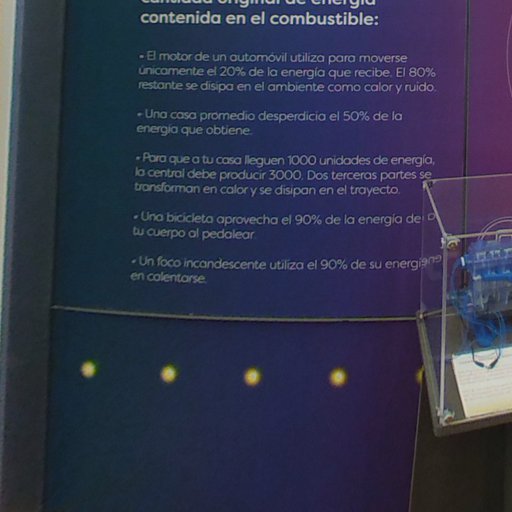 cantidad original de energía
contenida en el combustible:
• El motor de un automóvil utiliza para moverse
únicamente el 20% de la energía que recibe. El 80%
restante se disipa en el ambiente como calor y ruido.
• Una casa promedio desperdicia el 50% de la
energía que obtiene.
• Para que a tu casa lleguen 1000 unidades de energía,
la central debe producir 3000. Dos terceras partes se
transforman en calor y se disipan en el trayecto.
• Una bicicleta aprovecha el 90% de la energía de
tu cuerpo al pedalear.
• Un foco incandescente utiliza el 90% de su energía
en calentarse.